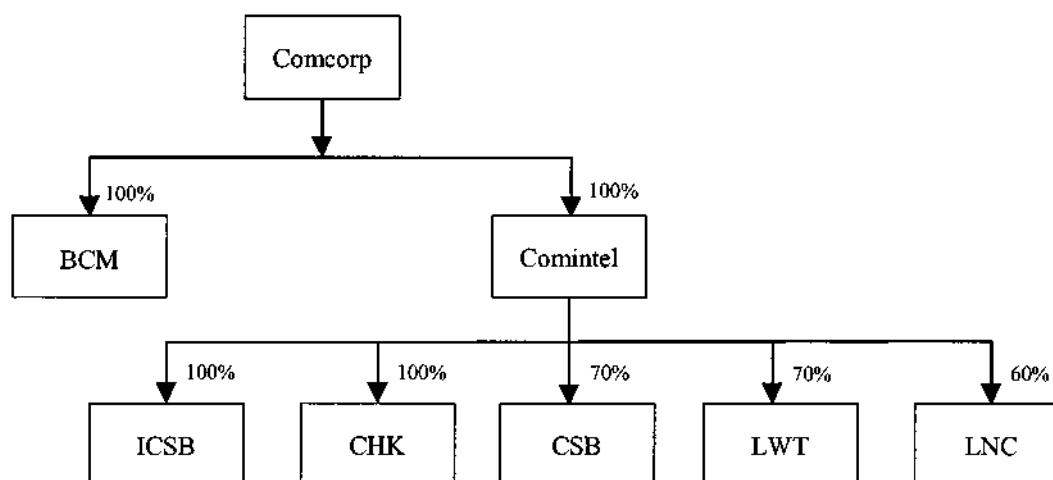 Comcorp
100%
100%
BCM
Comintel
100%
100%
70%
70%
60%
ICSB
CHK
CSB
LWT
LNC